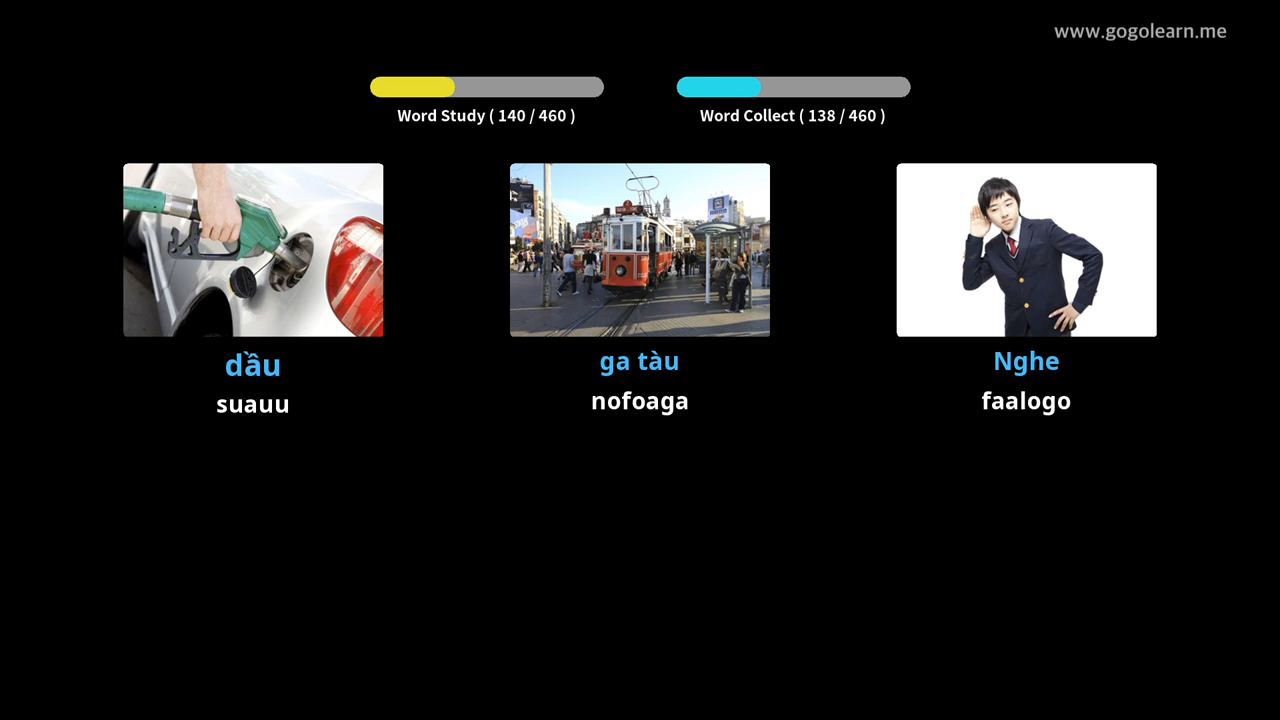 www.gogolearn.me
Word Study ( 140 / 460 )
Word Collect ( 138 / 460 )
dầu
suauu
ga tàu
nofoaga
Nghe
faalogo